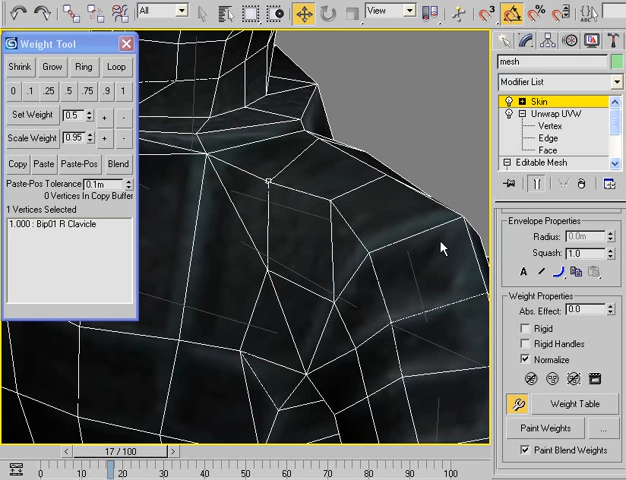 All
View
3
%
ABC
Weight Tool
Shrink Grow Ring Loop
0 .1 .25 .5 .75 .9 1
Set Weight 0.5 + -
Scale Weight 0.95 + -
Copy Paste Paste-Pos Blend
Paste-Pos Tolerance 0.1m
0 Vertices In Copy Buffer
1 Vertices Selected
1.000 : Bip01 R Clavicle
mesh
Modifier List
Skin
Unwrap UVW
Vertex
Edge
Face
Editable Mesh
Envelope Properties
Radius: 0.0m
Squash: 1.0
A
Weight Properties
Abs. Effect: 0.0
Rigid
Rigid Handles
Normalize
Weight Table
Paint Weights ...
Paint Blend Weights
< 17 / 100 >
0 10 20 30 40 50 60 70 80 90 100